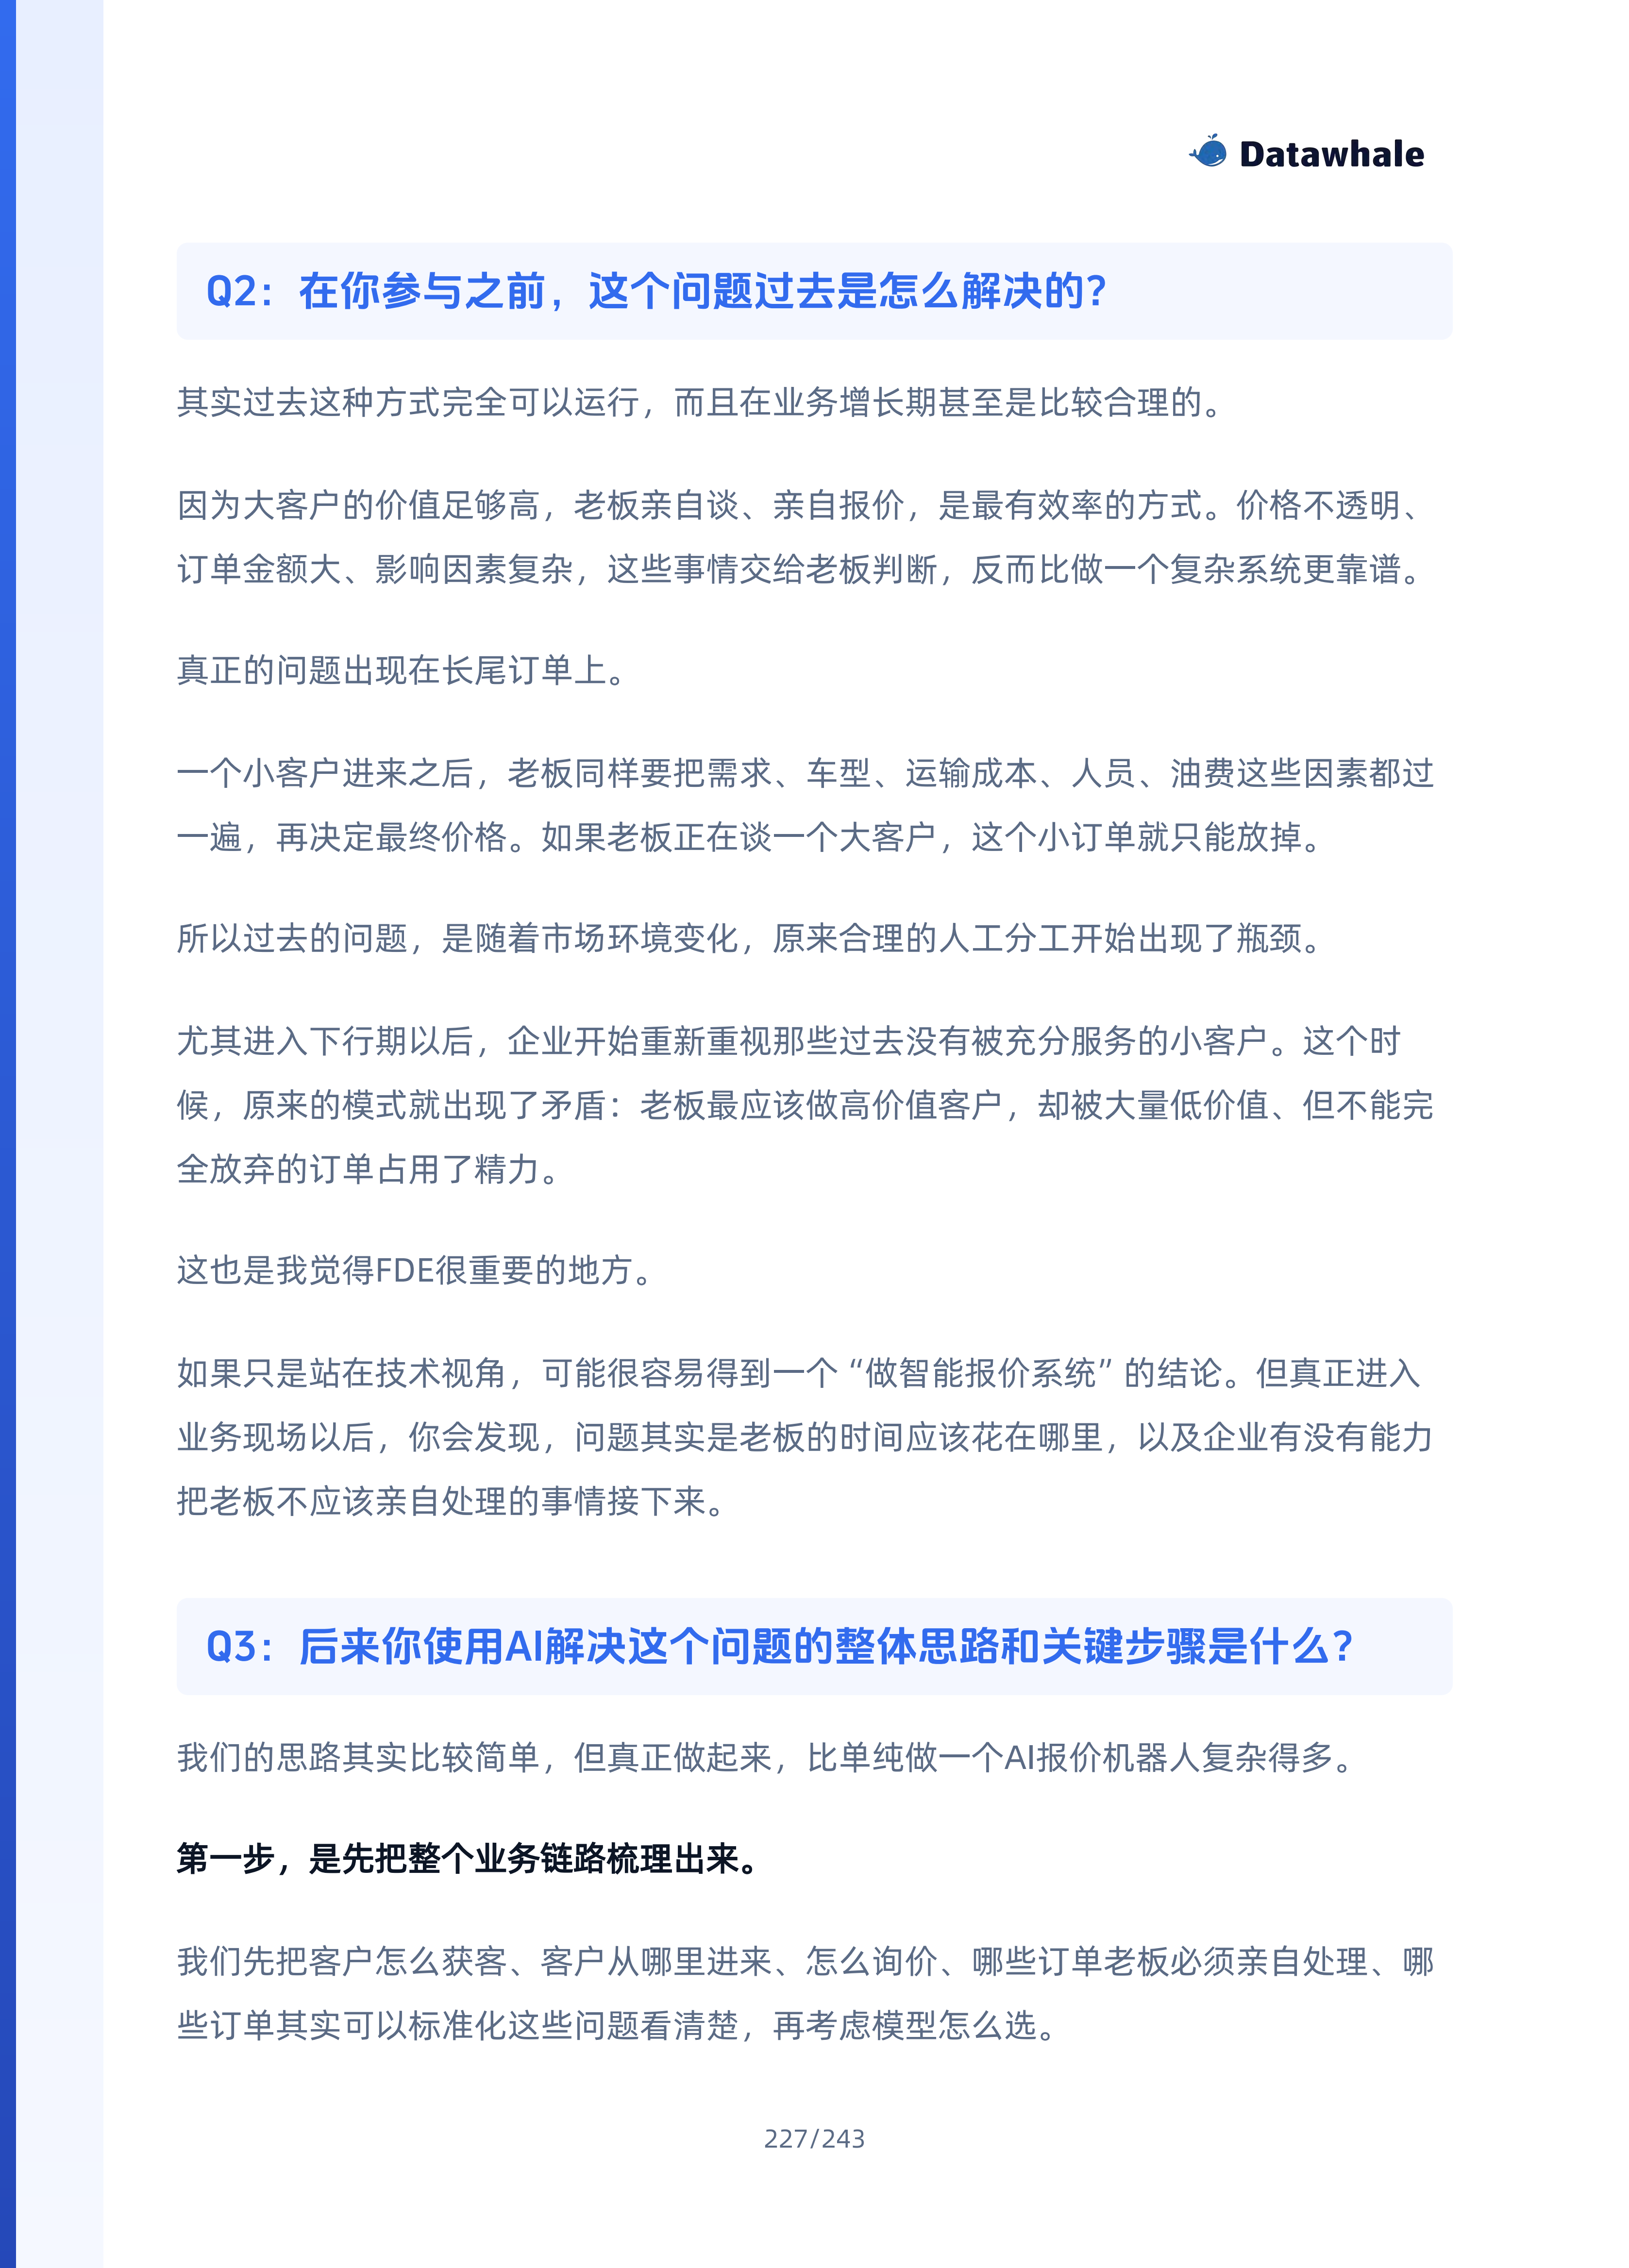 Datawhale
Q2：在你参与之前，这个问题过去是怎么解决的？
其实过去这种方式完全可以运行，而且在业务增长期甚至是比较合理的。
因为大客户的价值足够高，老板亲自谈、亲自报价，是最有效率的方式。价格不透明、
订单金额大、影响因素复杂，这些事情交给老板判断，反而比做一个复杂系统更靠谱。
真正的问题出现在长尾订单上。
一个小客户进来之后，老板同样要把需求、车型、运输成本、人员、油费这些因素都过
一遍，再决定最终价格。如果老板正在谈一个大客户，这个小订单就只能放掉。
所以过去的问题，是随着市场环境变化，原来合理的人工分工开始出现了瓶颈。
尤其进入下行期以后，企业开始重新重视那些过去没有被充分服务的小客户。这个时
候，原来的模式就出现了矛盾：老板最应该做高价值客户，却被大量低价值、但不能完
全放弃的订单占用了精力。
这也是我觉得FDE很重要的地方。
如果只是站在技术视角，可能很容易得到一个“做智能报价系统”的结论。但真正进入
业务现场以后，你会发现，问题其实是老板的时间应该花在哪里，以及企业有没有能力
把老板不应该亲自处理的事情接下来。
Q3：后来你使用AI解决这个问题的整体思路和关键步骤是什么？
我们的思路其实比较简单，但真正做起来，比单纯做一个AI报价机器人复杂得多。
第一步，是先把整个业务链路梳理出来。
我们先把客户怎么获客、客户从哪里进来、怎么询价、哪些订单老板必须亲自处理、哪
些订单其实可以标准化这些问题看清楚，再考虑模型怎么选。
227/243